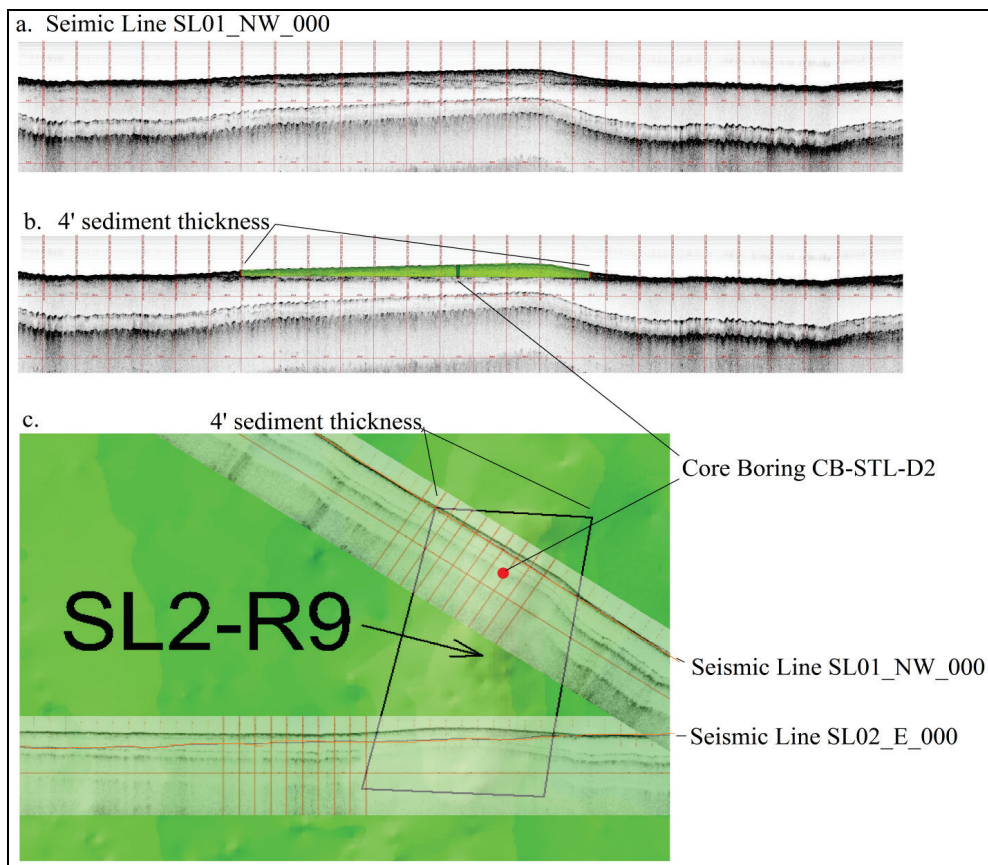 a. Seimic Line SL01_NW_000
b. 4' sediment thickness
c.
4' sediment thickness
Core Boring CB-STL-D2
SL2-R9
Seismic Line SL01_NW_000
Seismic Line SL02_E_000